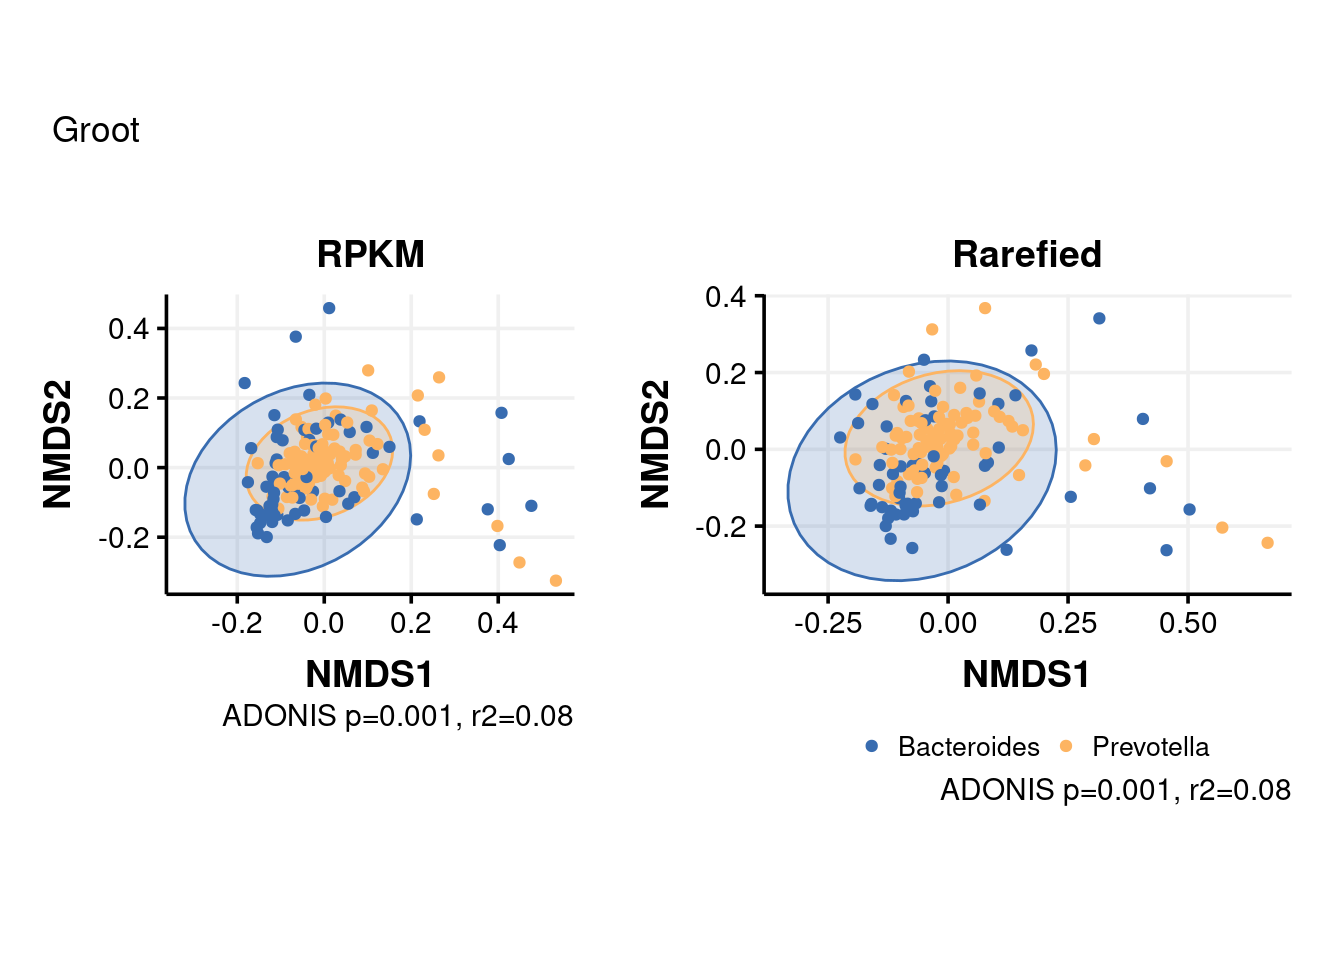 Groot
RPKM
NMDS2
0.4
0.2
0.0
-0.2
-0.2 0.0 0.2 0.4
NMDS1
ADONIS p=0.001, r2=0.08
Rarefied
NMDS2
0.4
0.2
0.0
-0.2
-0.25 0.00 0.25 0.50
NMDS1
Bacteroides Prevotella
ADONIS p=0.001, r2=0.08